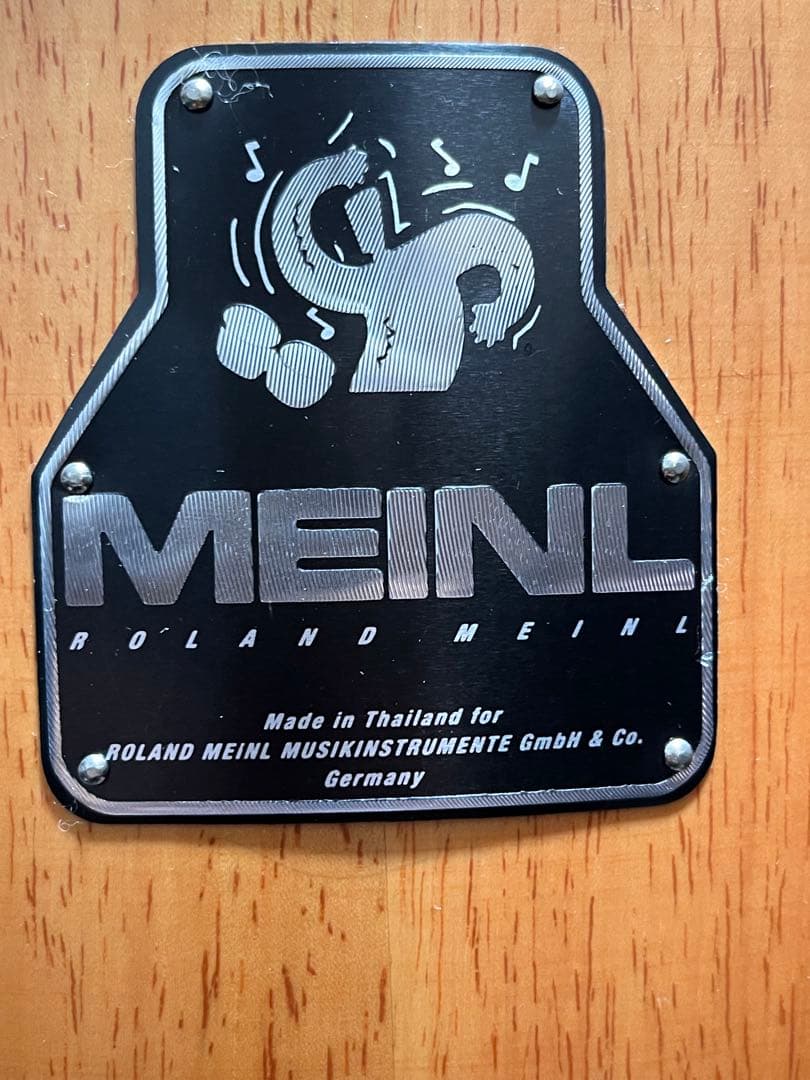 MEINL
ROLAND MEINL
Made in Thailand for
ROLAND MEINL MUSIKINSTRUMENTE GmbH & Co.
Germany